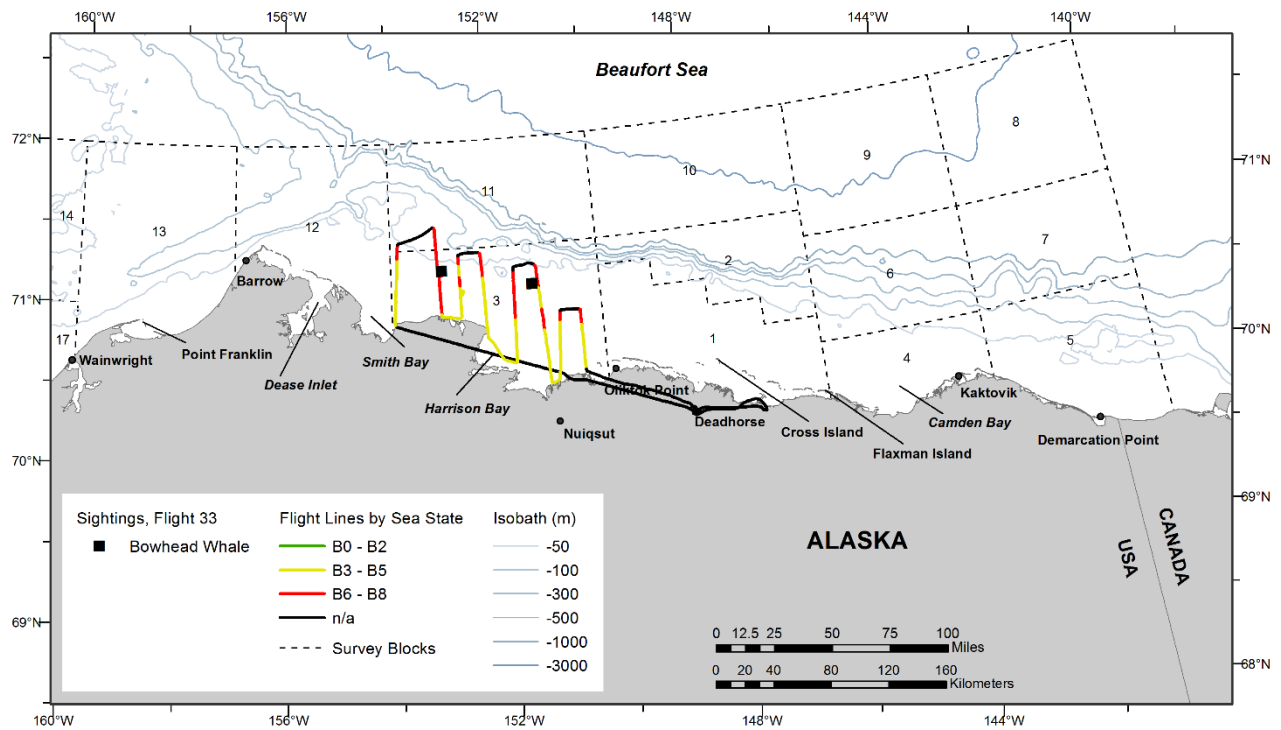 160°W 156°W 152°W 148°W 144°W 140°W
Beaufort Sea
72°N
71°N
8
9
10
11
14
13
12
7
2
6
71°N
Barrow
3
70°N
17
Wainwright
Point Franklin
Smith Bay
1
5
4
Dease Inlet
Harrison Bay
Oliktok Point
Kaktovik
Nuiqsut
Deadhorse
Cross Island
Camden Bay
Flaxman Island
Demarcation Point
70°N
69°N
Sightings, Flight 33
Bowhead Whale
Flight Lines by Sea State
B0 - B2
B3 - B5
B6 - B8
n/a
Survey Blocks
Isobath (m)
-50
-100
-300
-500
-1000
-3000
ALASKA
USA
CANADA
69°N
0 12.5 25 50 75 100
Miles
0 20 40 80 120 160
Kilometers
68°N
160°W 156°W 152°W 148°W 144°W